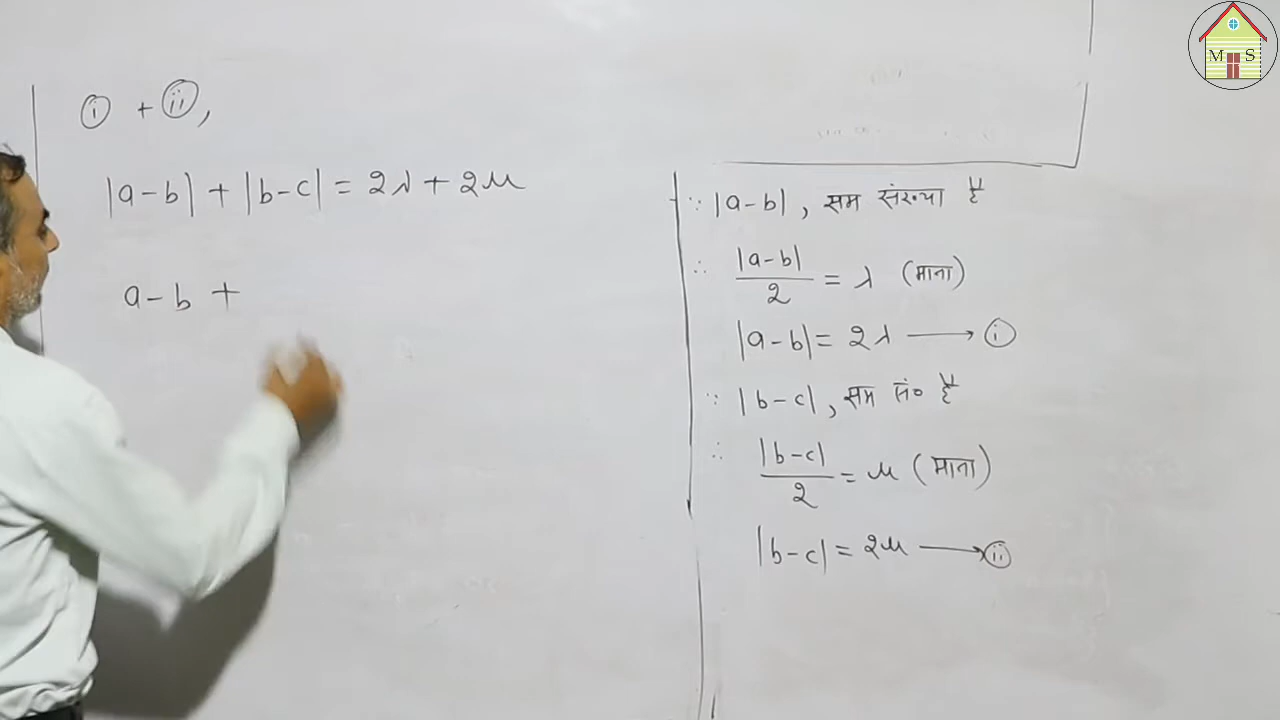 ⓘ + ⓘⓘ,
|a-b| + |b-c| = 2λ + 2μ
a-b +
∵ |a-b|, सम संख्या है
∴ |a-b|/2 = λ (माना)
|a-b| = 2λ ⟶ ⓘ
∵ |b-c|, सम सं० है
∴ |b-c|/2 = μ (माना)
|b-c| = 2μ ⟶ ⓘⓘ
M S